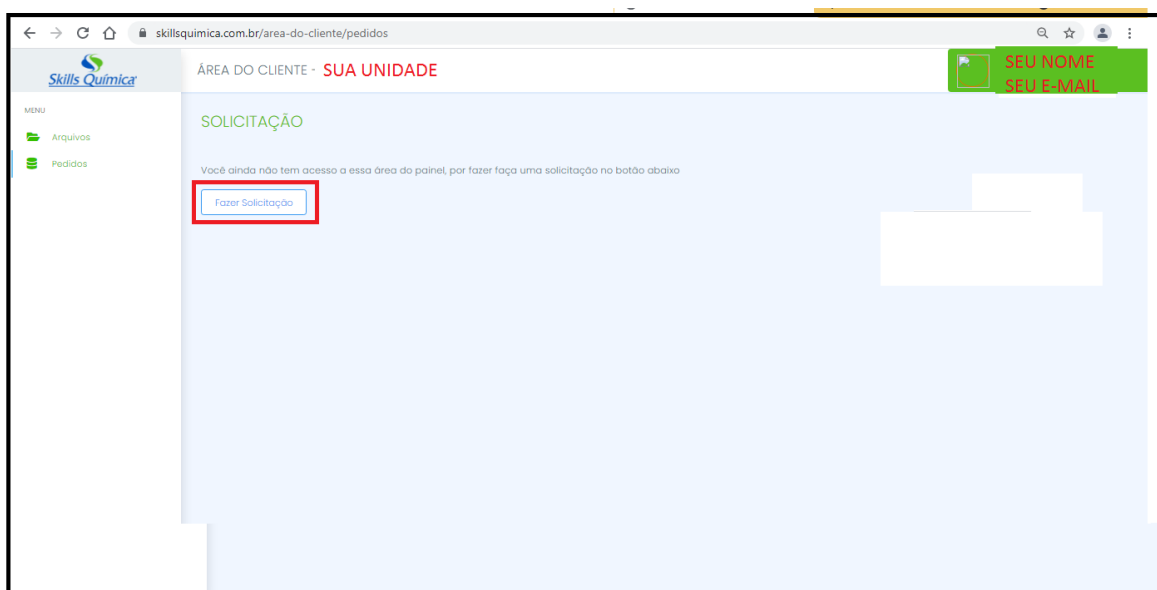 skillsquimica.com.br/area-do-cliente/pedidos
Skills Química
ÁREA DO CLIENTE - SUA UNIDADE
SEU NOME
SEU E-MAIL
MENU
Arquivos
Pedidos
SOLICITAÇÃO
Você ainda não tem acesso a essa área do painel, por fazer faça uma solicitação no botão abaixo
Fazer Solicitação